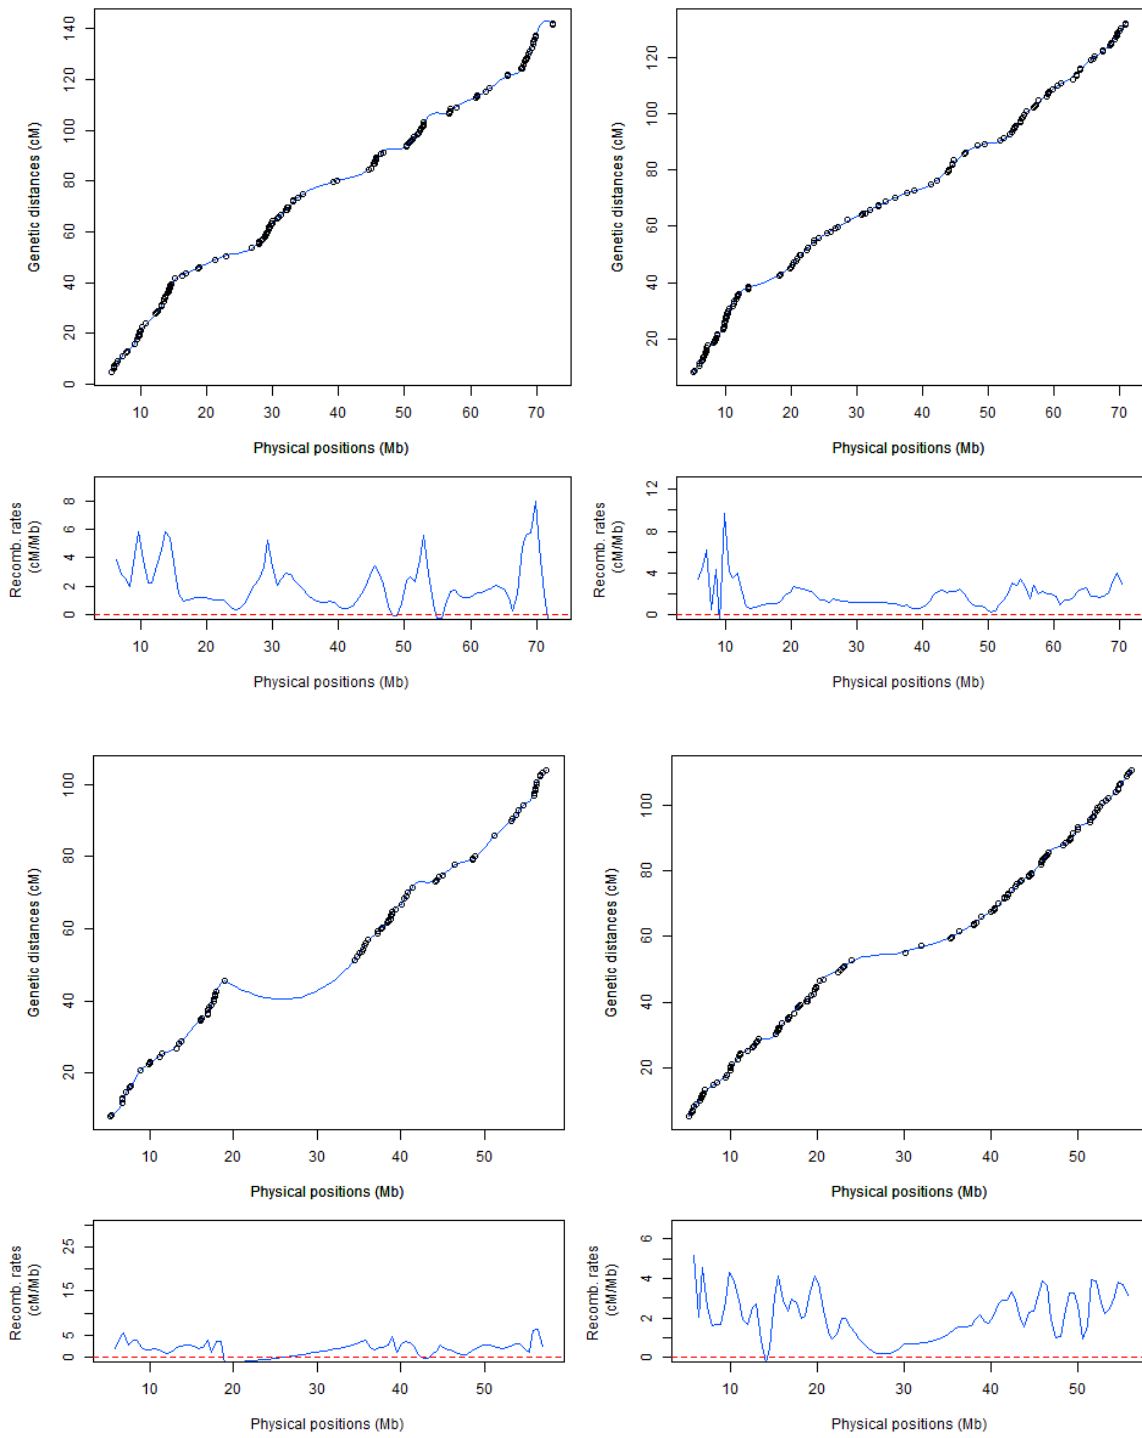 Genetic distances (cM)
0 20 40 60 80 100 120 140
10 20 30 40 50 60 70
Physical positions (Mb)
Genetic distances (cM)
20 40 60 80 100 120
10 20 30 40 50 60 70
Physical positions (Mb)
Recomb. rates
(cM/Mb)
0 2 4 6 8
10 20 30 40 50 60 70
Physical positions (Mb)
Recomb. rates
(cM/Mb)
0 4 8 12
10 20 30 40 50 60 70
Physical positions (Mb)
Genetic distances (cM)
20 40 60 80 100
10 20 30 40 50
Physical positions (Mb)
Genetic distances (cM)
20 40 60 80 100
10 20 30 40 50
Physical positions (Mb)
Recomb. rates
(cM/Mb)
0 5 15 25
10 20 30 40 50
Physical positions (Mb)
Recomb. rates
(cM/Mb)
0 2 4 6
10 20 30 40 50
Physical positions (Mb)